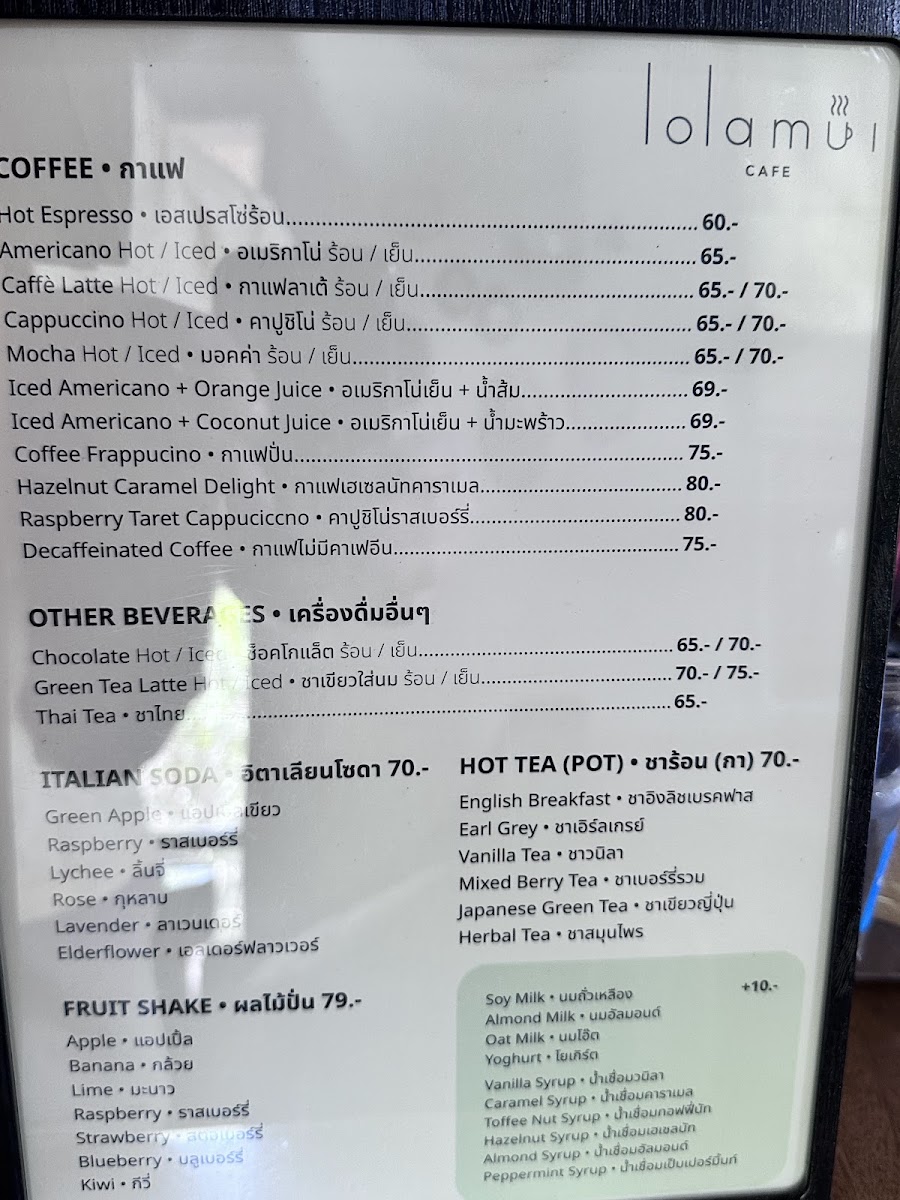 lolamui
CAFE
COFFEE • กาแฟ
Hot Espresso • เอสเปรสโซ่ร้อน 60.-
Americano Hot / Iced • อเมริกาโน่ ร้อน / เย็น 65.-
Caffè Latte Hot / Iced • กาแฟลาเต้ ร้อน / เย็น 65.- / 70.-
Cappuccino Hot / Iced • คาปูชิโน่ ร้อน / เย็น 65.- / 70.-
Mocha Hot / Iced • มอคค่า ร้อน / เย็น 65.- / 70.-
Iced Americano + Orange Juice • อเมริกาโน่เย็น + น้ำส้ม 69.-
Iced Americano + Coconut Juice • อเมริกาโน่เย็น + น้ำมะพร้าว 69.-
Coffee Frappucino • กาแฟปั่น 75.-
Hazelnut Caramel Delight • กาแฟเฮเซลนัทคาราเมล 80.-
Raspberry Taret Cappuciccno • คาปูชิโน่ราสเบอร์รี่ 80.-
Decaffeinated Coffee • กาแฟไม่มีคาเฟอีน 75.-
OTHER BEVERAGES • เครื่องดื่มอื่นๆ
Chocolate Hot / Iced • ช็อคโกแล็ต ร้อน / เย็น 65.- / 70.-
Green Tea Latte Hot / Iced • ชาเขียวใส่นม ร้อน / เย็น 70.- / 75.-
Thai Tea • ชาไทย 65.-
ITALIAN SODA • อิตาเลียนโซดา 70.-
Green Apple • แอปเปิ้ลเขียว
Raspberry • ราสเบอร์รี่
Lychee • ลิ้นจี่
Rose • กุหลาบ
Lavender • ลาเวนเดอร์
Elderflower • เอลเดอร์ฟลาวเวอร์
FRUIT SHAKE • ผลไม้ปั่น 79.-
Apple • แอปเปิ้ล
Banana • กล้วย
Lime • มะนาว
Raspberry • ราสเบอร์รี่
Strawberry • สตอเบอร์รี่
Blueberry • บลูเบอร์รี่
Kiwi • กีวี่
HOT TEA (POT) • ชาร้อน (กา) 70.-
English Breakfast • ชาอิงลิชเบรคฟาส
Earl Grey • ชาเอิร์ลเกรย์
Vanilla Tea • ชาวนิลา
Mixed Berry Tea • ชาเบอร์รี่รวม
Japanese Green Tea • ชาเขียวญี่ปุ่น
Herbal Tea • ชาสมุนไพร
Soy Milk • นมถั่วเหลือง +10.-
Almond Milk • นมอัลมอนด์
Oat Milk • นมโอ๊ต
Yoghurt • โยเกิร์ต
Vanilla Syrup • น้ำเชื่อมวนิลา
Caramel Syrup • น้ำเชื่อมคาราเมล
Toffee Nut Syrup • น้ำเชื่อมทอฟฟี่นัท
Hazelnut Syrup • น้ำเชื่อมเฮเซลนัท
Almond Syrup • น้ำเชื่อมอัลมอนด์
Peppermint Syrup • น้ำเชื่อมเป็บเปอร์มิ้นท์